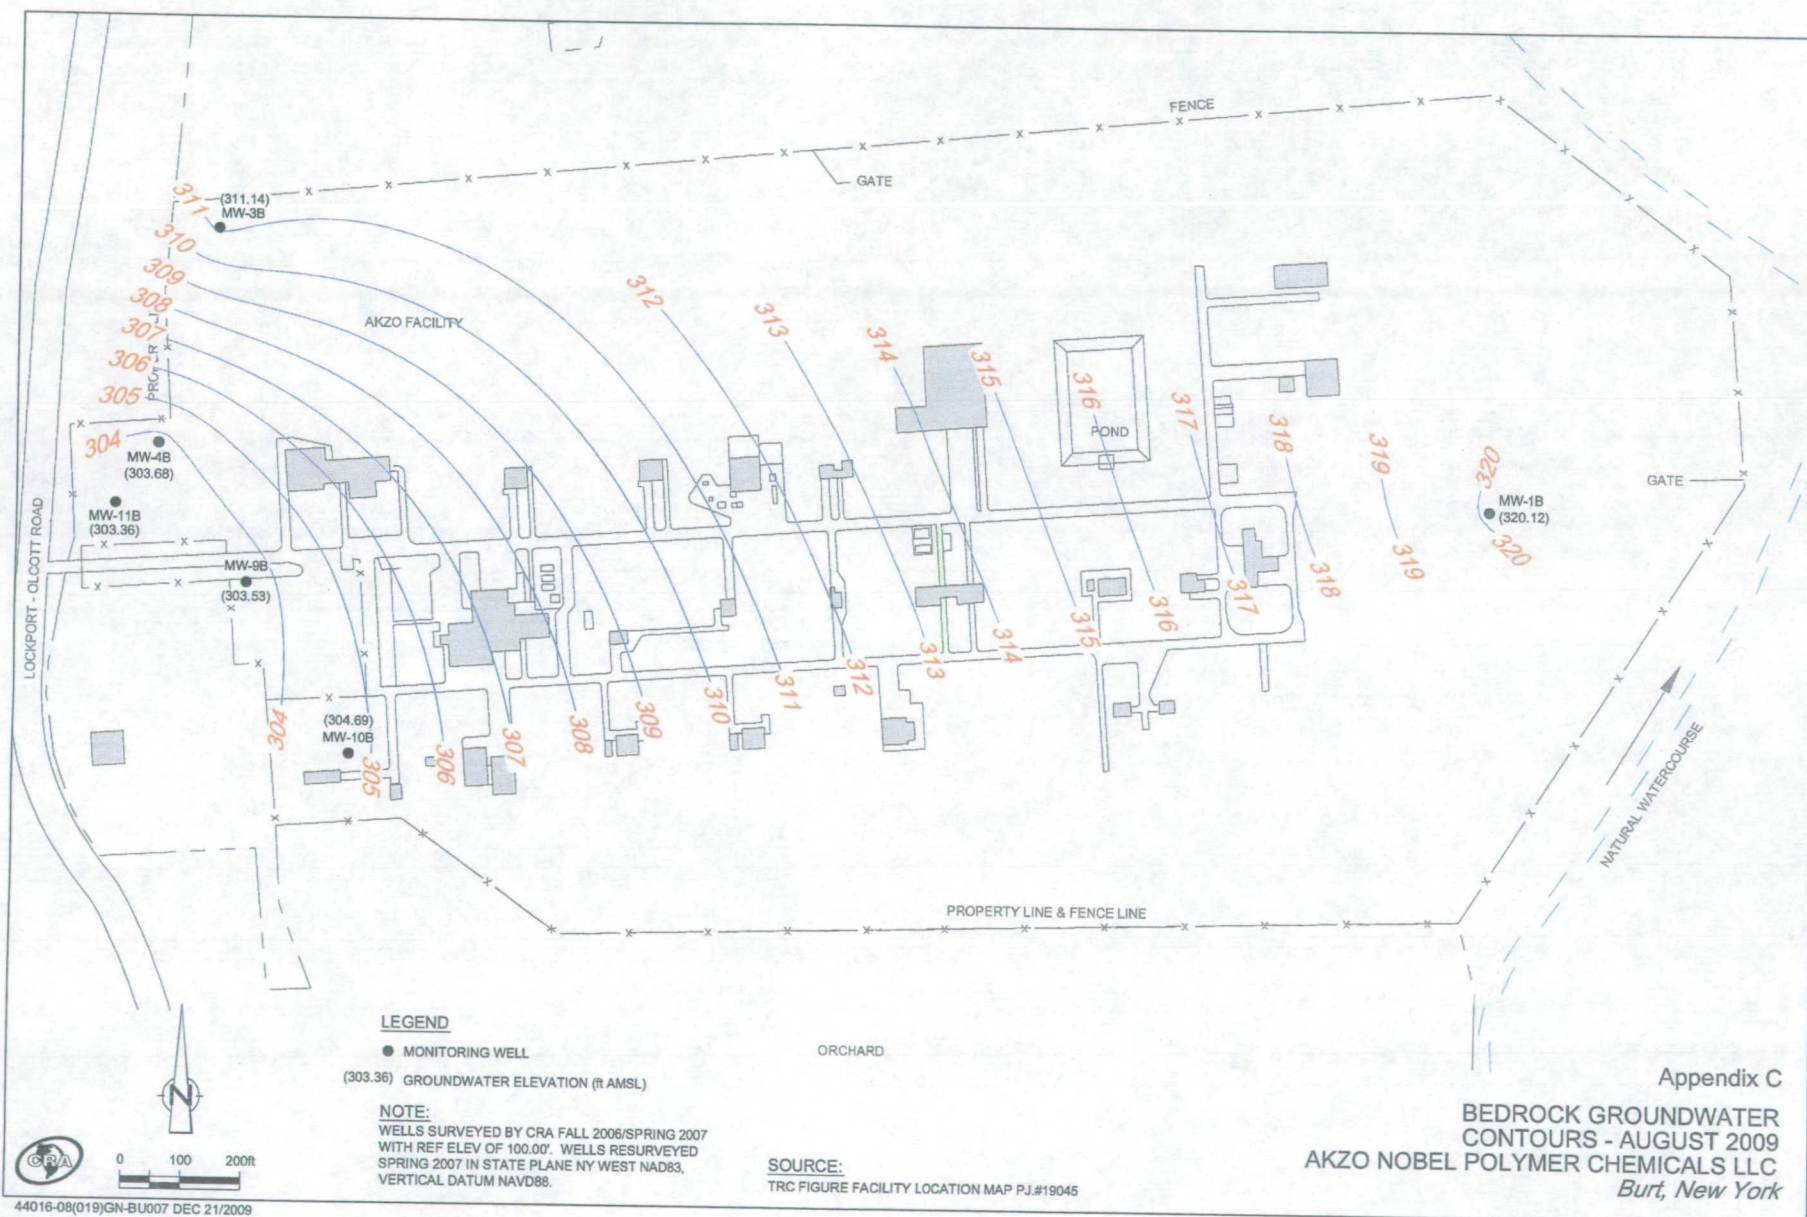 FENCE
GATE
311
(311.14)
MW-3B
310
309
308
307
306
305
304
AKZO FACILITY
312
313
314
315
316
317
318
319
320
POND
MW-4B
(303.68)
MW-11B
(303.36)
MW-9B
(303.53)
LOCKPORT - OLCOTT ROAD
GATE
MW-1B
(320.12)
320
319
318
317
316
315
314
313
312
311
310
309
308
307
306
305
304
(304.69)
MW-10B
NATURAL WATERCOURSE
PROPERTY LINE & FENCE LINE
ORCHARD
LEGEND
MONITORING WELL
(303.36) GROUNDWATER ELEVATION (ft AMSL)
NOTE:
WELLS SURVEYED BY CRA FALL 2006/SPRING 2007
WITH REF ELEV OF 100.00'. WELLS RESURVEYED
SPRING 2007 IN STATE PLANE NY WEST NAD83,
VERTICAL DATUM NAVD88.
SOURCE:
TRC FIGURE FACILITY LOCATION MAP PJ.#19045
N
CRA
0 100 200ft
Appendix C
BEDROCK GROUNDWATER
CONTOURS - AUGUST 2009
AKZO NOBEL POLYMER CHEMICALS LLC
Burt, New York
44016-08(019)GN-BU007 DEC 21/2009